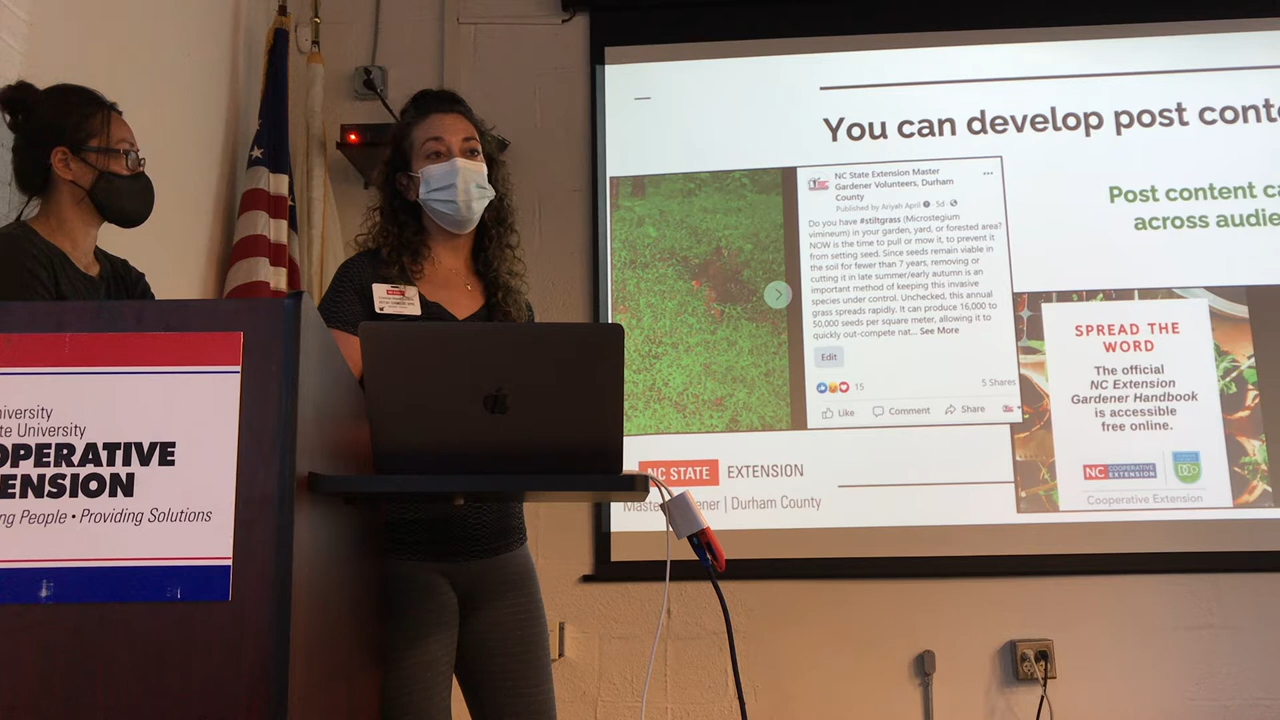 niversity
te University
OPERATIVE
ENSION
ng People • Providing Solutions
You can develop post conte
Post content ca
across audie
NC State Extension Master
Gardener Volunteers, Durham
County
Published by Ariyah April · 5d ·
Do you have #stiltgrass (Microstegium
vimineum) in your garden, yard, or forested area?
NOW is the time to pull or mow it, to prevent it
from setting seed. Since seeds remain viable in
the soil for fewer than 7 years, removing or
cutting it in late summer/early autumn is an
important method of keeping this invasive
species under control. Unchecked, this annual
grass spreads rapidly. It can produce 16,000 to
50,000 seeds per square meter, allowing it to
quickly out-compete nat... See More
Edit
15
5 Shares
Like Comment Share
SPREAD THE
WORD
The official
NC Extension
Gardener Handbook
is accessible
free online.
NC COOPERATIVE EXTENSION
DCO
Cooperative Extension
NC STATE EXTENSION
Maste ener | Durham County